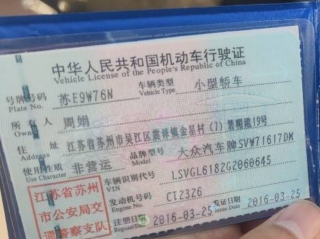 中华人民共和国机动车行驶证
Vehicle License of the People's Republic of China
号牌号码 苏E9W76N 车辆类型 小型轿车
Plate No. Vehicle Type
所有人 周娟
Owner
住址 江苏省苏州市吴江区震泽镇金星村(7)
Address
使用性质 非营运 品牌型号 大众汽车牌SVW71617DK
Use Character Model
江苏省苏州市公安局交通警察支队
车辆识别代号 LSVGL6182G2060645
VIN
发动机号码 CT2326
Engine No.
注册日期 2016-03-25 发证日期 2016-03-25